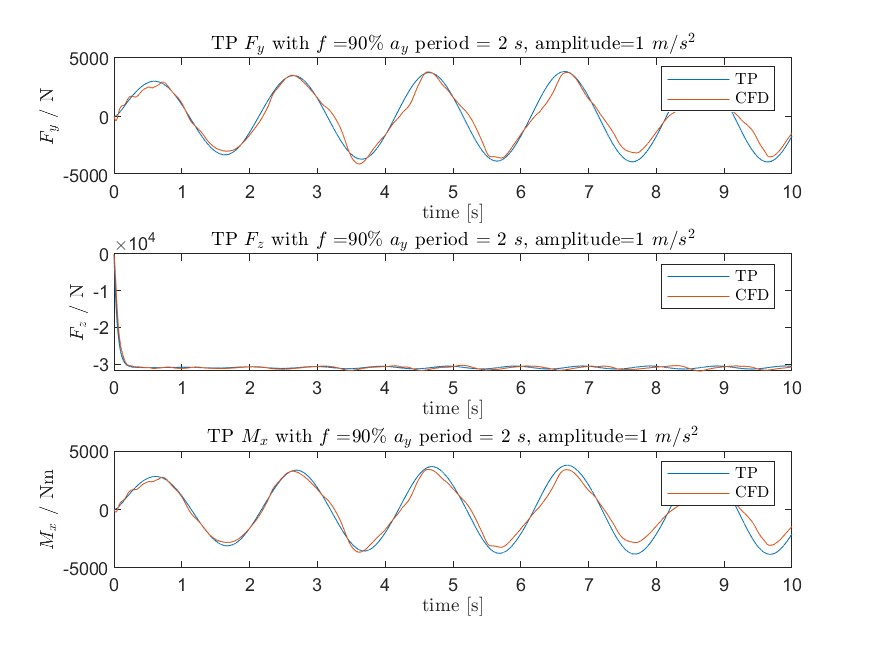 TP F_y with f =90% a_y period = 2 s, amplitude=1 m/s^2
5000
0
-5000
F_y / N
TP
CFD
0 1 2 3 4 5 6 7 8 9 10
time [s]
TP F_z with f =90% a_y period = 2 s, amplitude=1 m/s^2
×10^4
0
-1
-2
-3
F_z / N
TP
CFD
0 1 2 3 4 5 6 7 8 9 10
time [s]
TP M_x with f =90% a_y period = 2 s, amplitude=1 m/s^2
5000
0
-5000
M_x / Nm
TP
CFD
0 1 2 3 4 5 6 7 8 9 10
time [s]